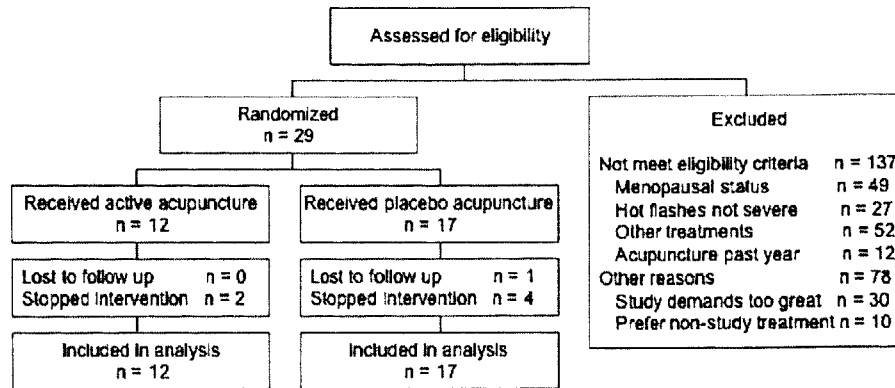 Assessed for eligibility
Randomized
n = 29
Excluded
Not meet eligibility criteria n = 137
Menopausal status n = 49
Hot flashes not severe n = 27
Other treatments n = 52
Acupuncture past year n = 12
Other reasons n = 78
Study demands too great n = 30
Prefer non-study treatment n = 10
Received active acupuncture
n = 12
Received placebo acupuncture
n = 17
Lost to follow up n = 0
Stopped Intervention n = 2
Lost to follow up n = 1
Stopped Intervention n = 4
Included in analysis
n = 12
Included in analysis
n = 17